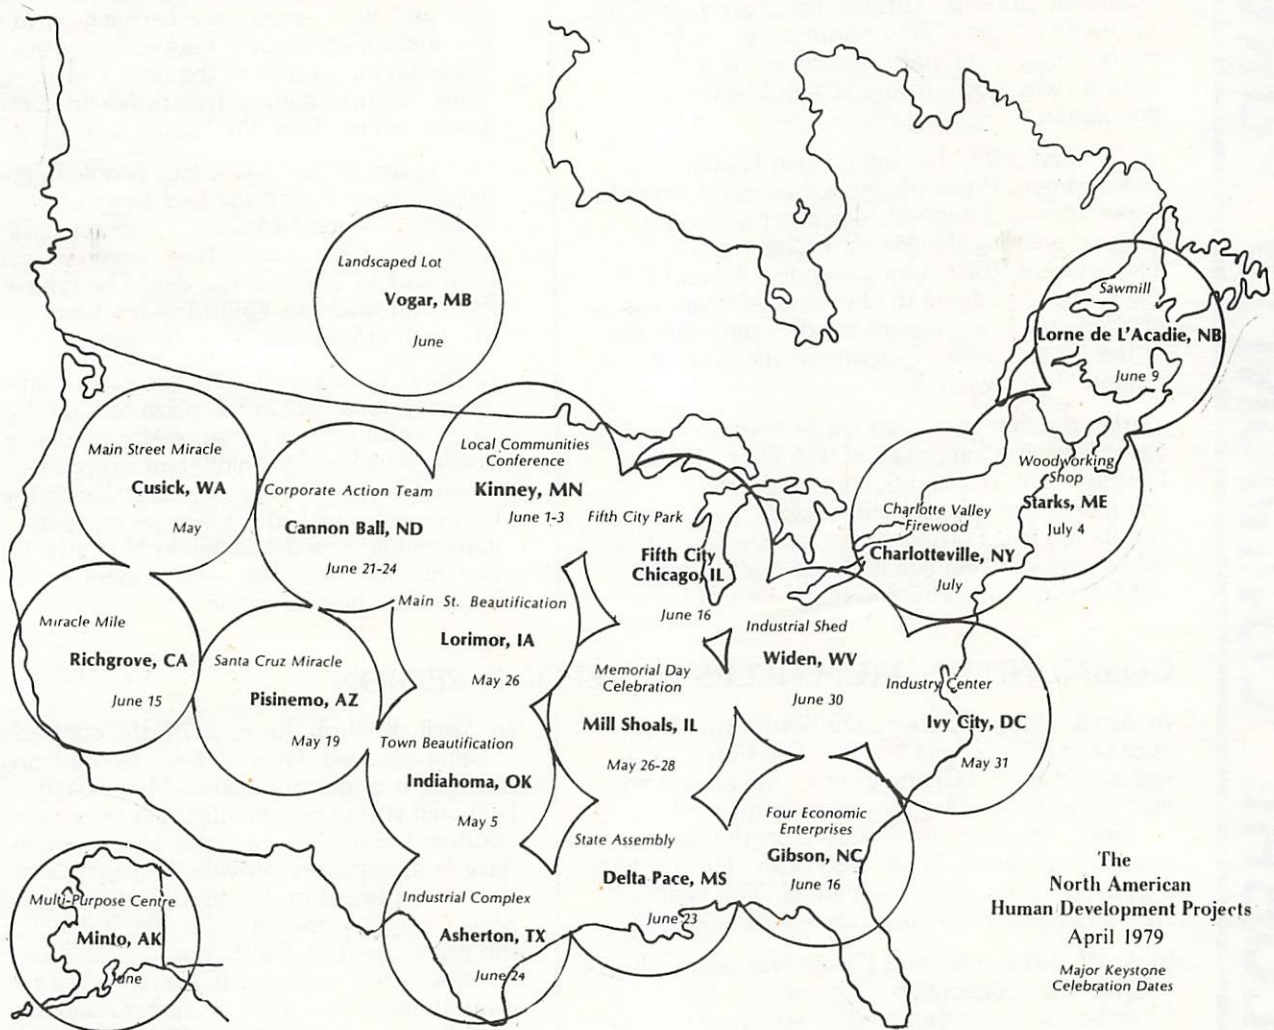 Landscaped Lot
Vogar, MB
June
Sawmill
Lorne de L'Acadie, NB
June 9
Main Street Miracle
Cusick, WA
May
Corporate Action Team
Cannon Ball, ND
June 21-24
Local Communities
Conference
Kinney, MN
June 1-3
Fifth City Park
Fifth City
Chicago, IL
June 16
Charlotte Valley
Firewood
Charlotteville, NY
July
Woodworking
Shop
Starks, ME
July 4
Miracle Mile
Richgrove, CA
June 15
Santa Cruz Miracle
Pisinemo, AZ
May 19
Main St. Beautification
Lorimor, IA
May 26
Memorial Day
Celebration
Mill Shoals, IL
May 26-28
Industrial Shed
Widen, WV
June 30
Industry Center
Ivy City, DC
May 31
Town Beautification
Indiahoma, OK
May 5
State Assembly
Delta Pace, MS
June 23
Four Economic
Enterprises
Gibson, NC
June 16
Multi-Purpose Centre
Minto, AK
June
Industrial Complex
Asherton, TX
June 24
The
North American
Human Development Projects
April 1979
Major Keystone
Celebration Dates